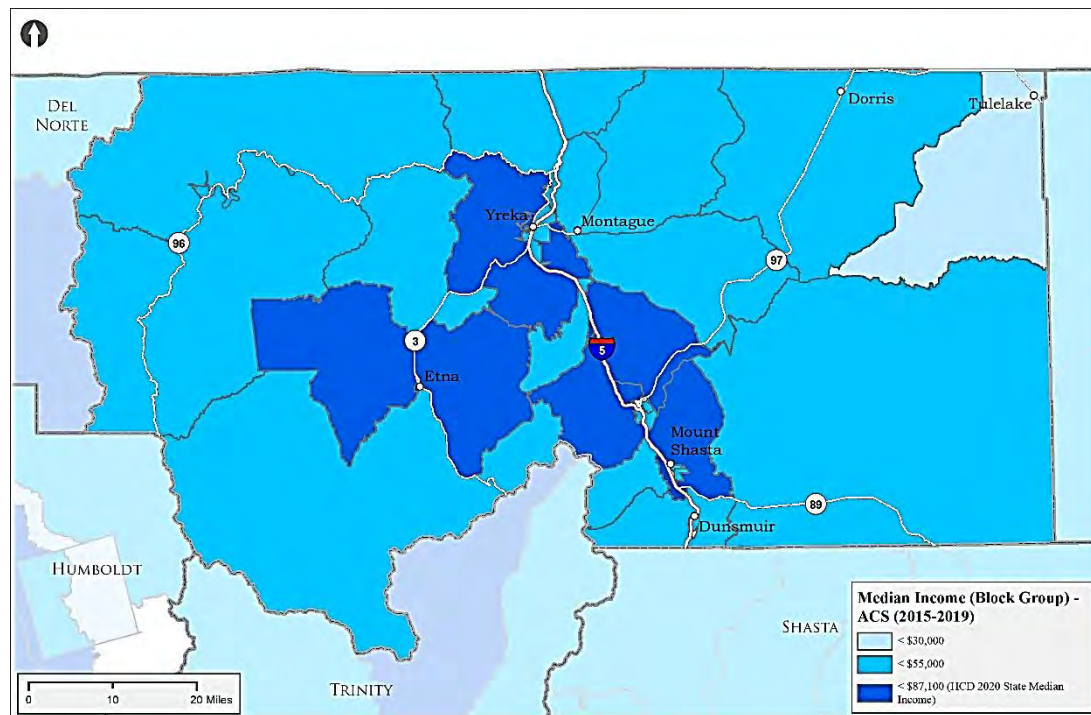 DEL
NORTE
Dorris
Tulelake
Yreka
Montague
96
97
3
5
Etna
Mount
Shasta
89
Dunsmuir
HUMBOLDT
SHASTA
TRINITY
0 10 20 Miles
Median Income (Block Group) -
ACS (2015-2019)
< $30,000
< $55,000
< $87,100 (HCD 2020 State Median
Income)